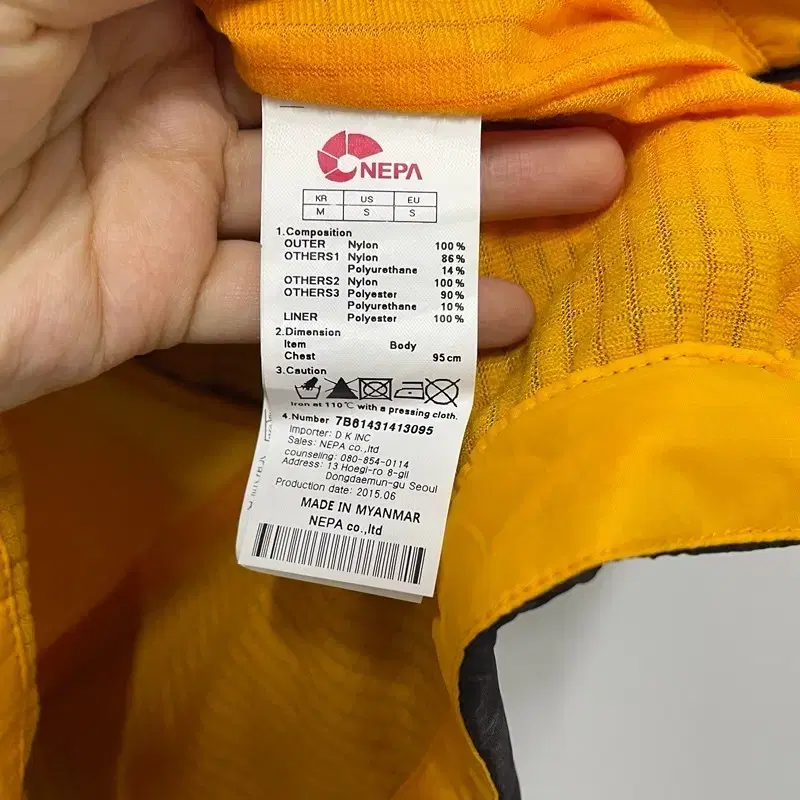 NEPA
KR US EU
M S S
1.Composition
OUTER Nylon 100%
OTHERS1 Nylon 86%
Polyurethane 14%
OTHERS2 Nylon 100%
OTHERS3 Polyester 90%
Polyurethane 10%
LINER Polyester 100%
2.Dimension
Item Body
Chest 95cm
3.Caution
Iron at 110℃ with a pressing cloth.
4.Number 7B61431413095
Importer: D K INC
Sales: NEPA co.,ltd
counseling: 080-854-0114
Address: 13 Hoegi-ro 8-gil
Dongdaemun-gu Seoul
Production date: 2015.06
MADE IN MYANMAR
NEPA co.,ltd